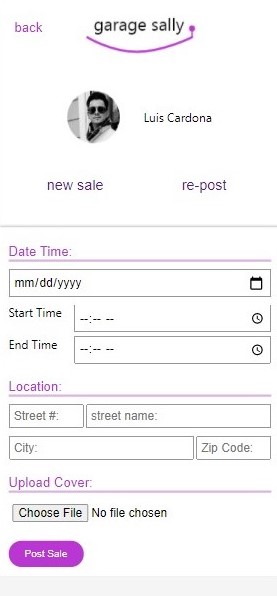 back
garage sally
Luis Cardona
new sale re-post
Date Time:
mm/dd/yyyy
Start Time --:-- --
End Time --:-- --
Location:
Street #: street name:
City: Zip Code:
Upload Cover:
Choose File No file chosen
Post Sale